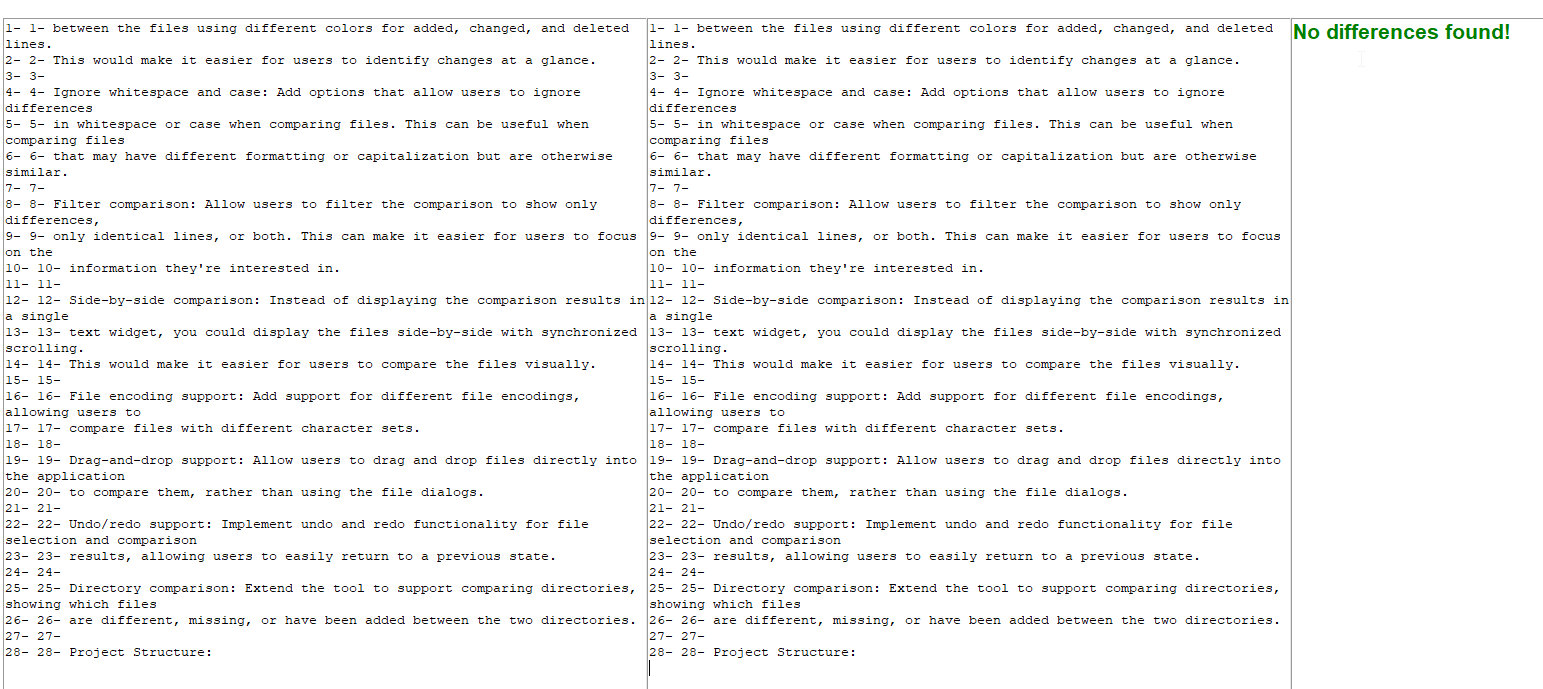 1- 1- between the files using different colors for added, changed, and deleted
lines.
2- 2- This would make it easier for users to identify changes at a glance.
3- 3-
4- 4- Ignore whitespace and case: Add options that allow users to ignore
differences
5- 5- in whitespace or case when comparing files. This can be useful when
comparing files
6- 6- that may have different formatting or capitalization but are otherwise
similar.
7- 7-
8- 8- Filter comparison: Allow users to filter the comparison to show only
differences,
9- 9- only identical lines, or both. This can make it easier for users to focus
on the
10- 10- information they're interested in.
11- 11-
12- 12- Side-by-side comparison: Instead of displaying the comparison results in
a single
13- 13- text widget, you could display the files side-by-side with synchronized
scrolling.
14- 14- This would make it easier for users to compare the files visually.
15- 15-
16- 16- File encoding support: Add support for different file encodings,
allowing users to
17- 17- compare files with different character sets.
18- 18-
19- 19- Drag-and-drop support: Allow users to drag and drop files directly into
the application
20- 20- to compare them, rather than using the file dialogs.
21- 21-
22- 22- Undo/redo support: Implement undo and redo functionality for file
selection and comparison
23- 23- results, allowing users to easily return to a previous state.
24- 24-
25- 25- Directory comparison: Extend the tool to support comparing directories,
showing which files
26- 26- are different, missing, or have been added between the two directories.
27- 27-
28- 28- Project Structure:
1- 1- between the files using different colors for added, changed, and deleted
lines.
2- 2- This would make it easier for users to identify changes at a glance.
3- 3-
4- 4- Ignore whitespace and case: Add options that allow users to ignore
differences
5- 5- in whitespace or case when comparing files. This can be useful when
comparing files
6- 6- that may have different formatting or capitalization but are otherwise
similar.
7- 7-
8- 8- Filter comparison: Allow users to filter the comparison to show only
differences,
9- 9- only identical lines, or both. This can make it easier for users to focus
on the
10- 10- information they're interested in.
11- 11-
12- 12- Side-by-side comparison: Instead of displaying the comparison results in
a single
13- 13- text widget, you could display the files side-by-side with synchronized
scrolling.
14- 14- This would make it easier for users to compare the files visually.
15- 15-
16- 16- File encoding support: Add support for different file encodings,
allowing users to
17- 17- compare files with different character sets.
18- 18-
19- 19- Drag-and-drop support: Allow users to drag and drop files directly into
the application
20- 20- to compare them, rather than using the file dialogs.
21- 21-
22- 22- Undo/redo support: Implement undo and redo functionality for file
selection and comparison
23- 23- results, allowing users to easily return to a previous state.
24- 24-
25- 25- Directory comparison: Extend the tool to support comparing directories,
showing which files
26- 26- are different, missing, or have been added between the two directories.
27- 27-
28- 28- Project Structure:
No differences found!